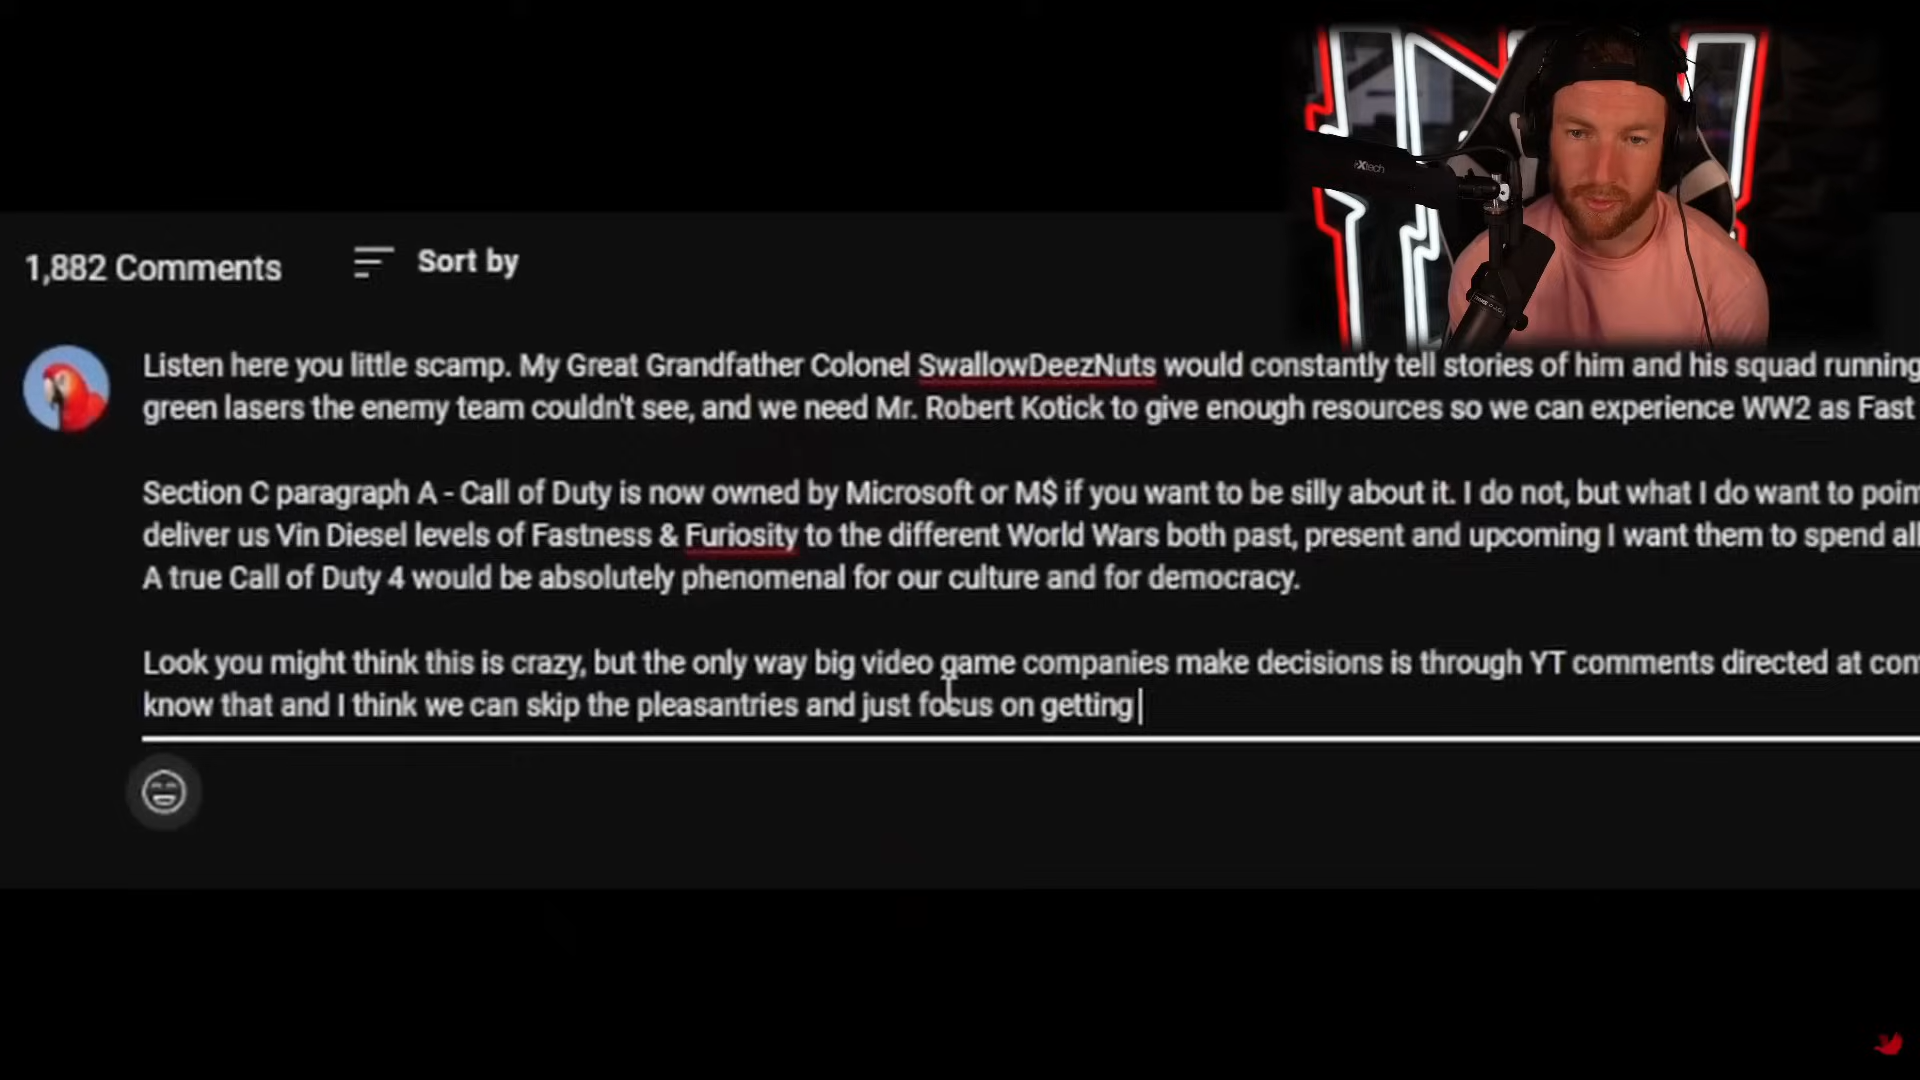 1,882 Comments
Sort by
Listen here you little scamp. My Great Grandfather Colonel SwallowDeezNuts would constantly tell stories of him and his squad running
green lasers the enemy team couldn't see, and we need Mr. Robert Kotick to give enough resources so we can experience WW2 as Fast
Section C paragraph A - Call of Duty is now owned by Microsoft or M$ if you want to be silly about it. I do not, but what I do want to
deliver us Vin Diesel levels of Fastness & Furiosity to the different World Wars both past, present and upcoming I want them to spend all
A true Call of Duty 4 would be absolutely phenomenal for our culture and for democracy.
Look you might think this is crazy, but the only way big video game companies make decisions is through YT comments directed at
know that and I think we can skip the pleasantries and just focus on getting